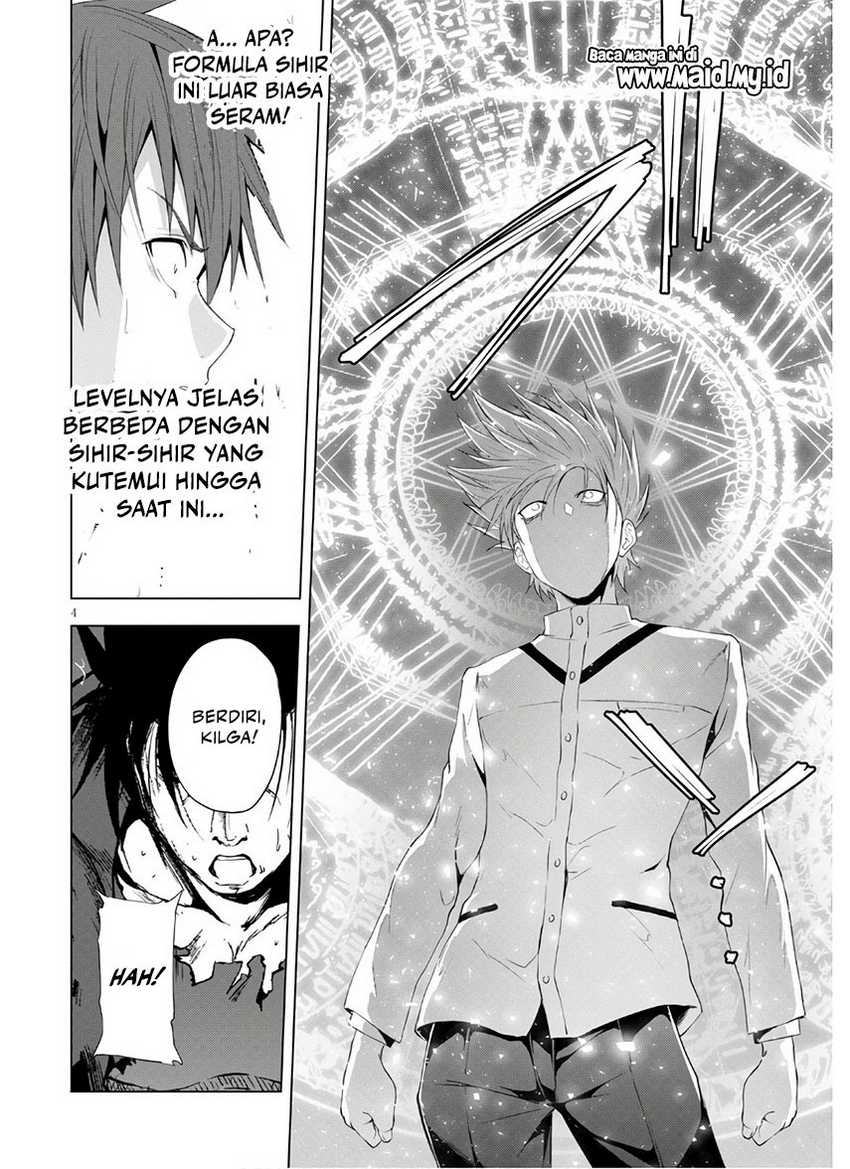 A... APA?
FORMULA SIHIR
INI LUAR BIASA
SERAM!
Baca Manga ini di
www.Maid.my.id
LEVELNYA JELAS
BERBEDA DENGAN
SIHIR-SIHIR YANG
KUTEMUI HINGGA
SAAT INI...
4
BERDIRI,
KILGA!
HAH!